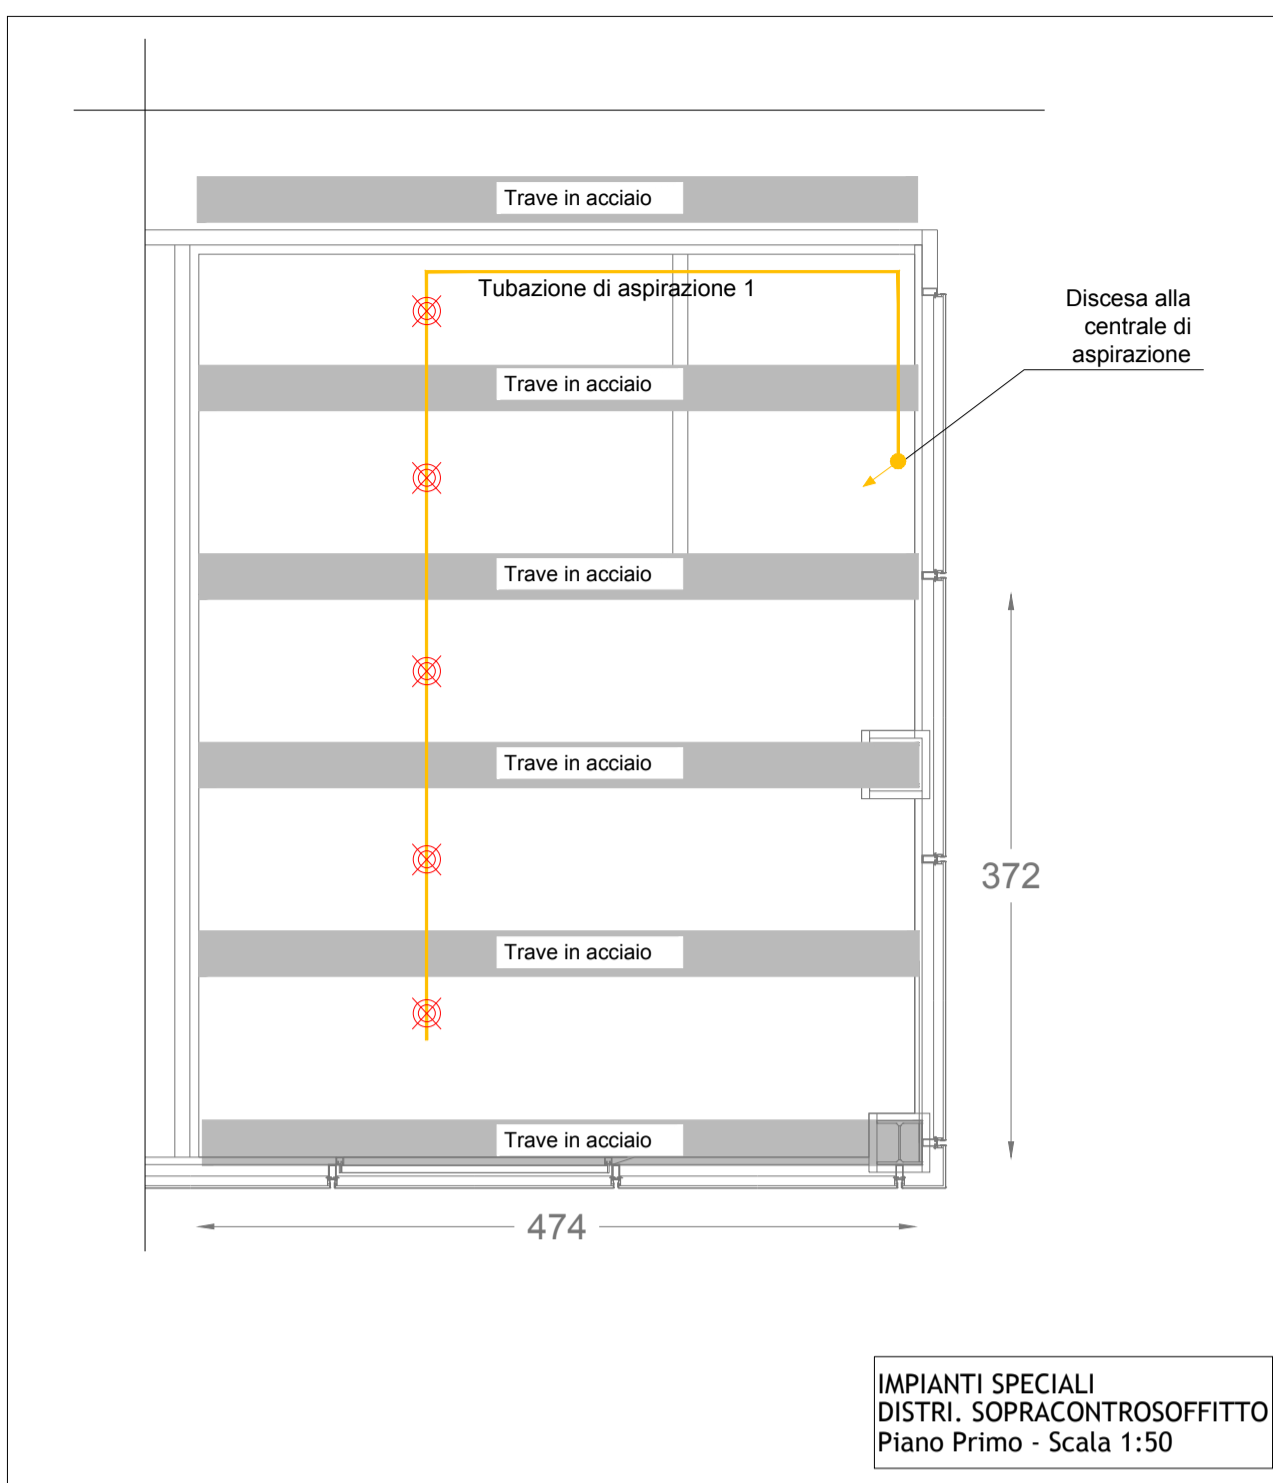 Trave in acciaio
Tubazione di aspirazione 1
Discesa alla
centrale di
aspirazione
Trave in acciaio
Trave in acciaio
Trave in acciaio
372
Trave in acciaio
Trave in acciaio
474
IMPIANTI SPECIALI
DISTRI. SOPRACONTROSOFFITTO
Piano Primo - Scala 1:50